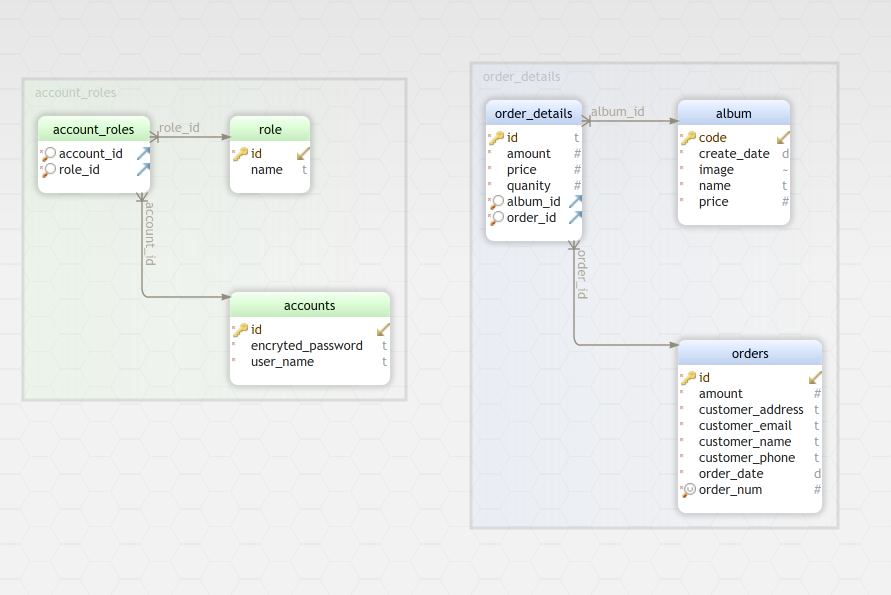 account_roles
account_roles
account_id
role_id
role_id
role
id
name t
account_id
accounts
id
encryted_password t
user_name t
order_details
order_details
id t
amount #
price #
quanity #
album_id
order_id
album_id
album
code
create_date d
image ~
name t
price #
order_id
orders
id
amount #
customer_address t
customer_email t
customer_name t
customer_phone t
order_date d
order_num #